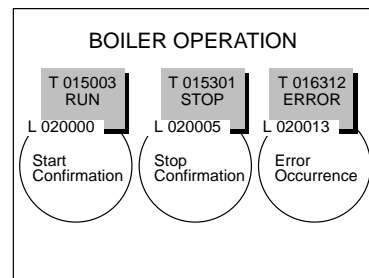 BOILER OPERATION
T 015003 T 015301 T 016312
RUN STOP ERROR
L 020000 L 020005 L 020013
Start Stop Error
Confirmation Confirmation Occurrence